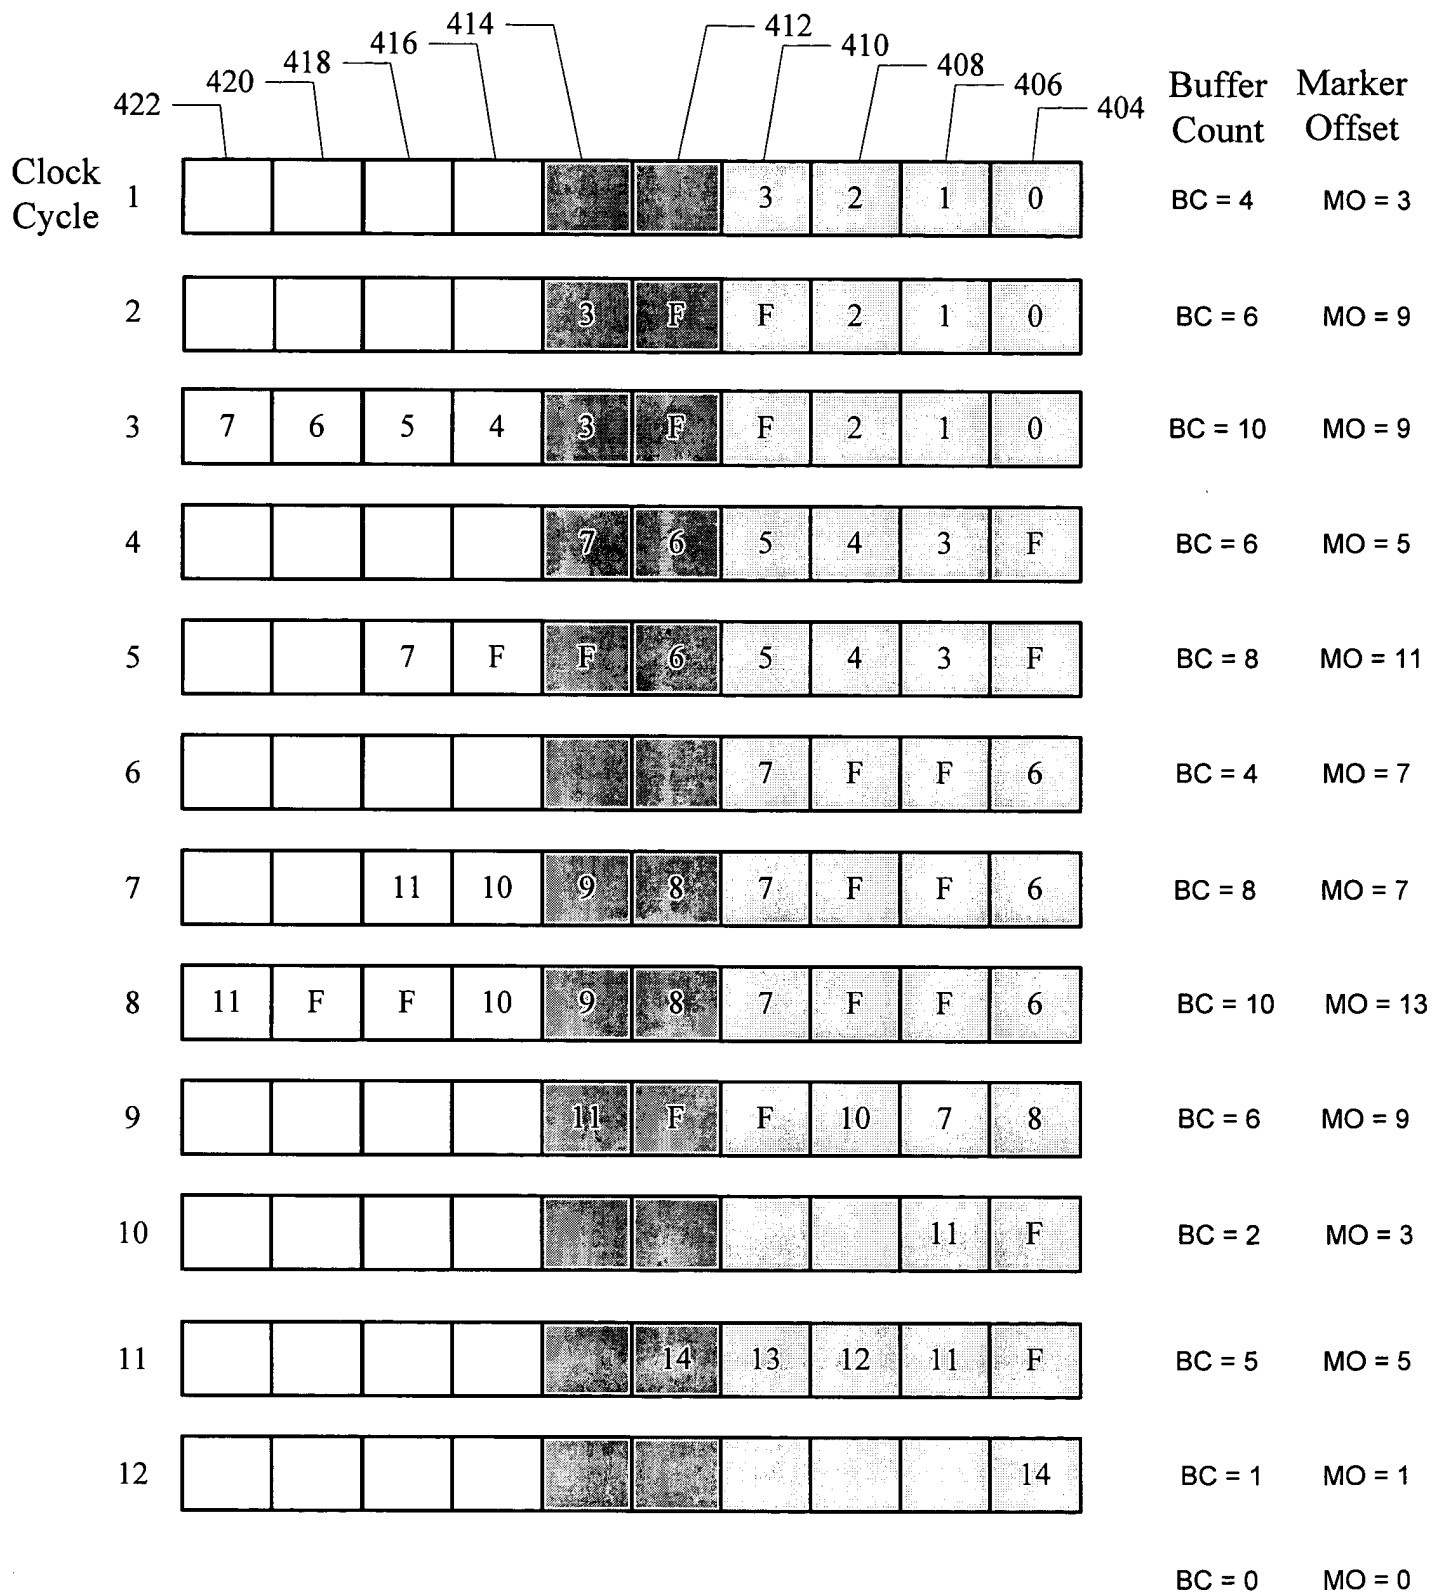 414 412
416 410
418 408
420 406
422 404
Buffer Count Marker Offset
Clock Cycle
1 3 2 1 0 BC = 4 MO = 3
2 3 F F 2 1 0 BC = 6 MO = 9
3 7 6 5 4 3 F F 2 1 0 BC = 10 MO = 9
4 7 6 5 4 3 F BC = 6 MO = 5
5 7 F F 6 5 4 3 F BC = 8 MO = 11
6 7 F F 6 BC = 4 MO = 7
7 11 10 9 8 7 F F 6 BC = 8 MO = 7
8 11 F F 10 9 8 7 F F 6 BC = 10 MO = 13
9 11 F F 10 7 8 BC = 6 MO = 9
10 11 F BC = 2 MO = 3
11 14 13 12 11 F BC = 5 MO = 5
12 14 BC = 1 MO = 1
BC = 0 MO = 0